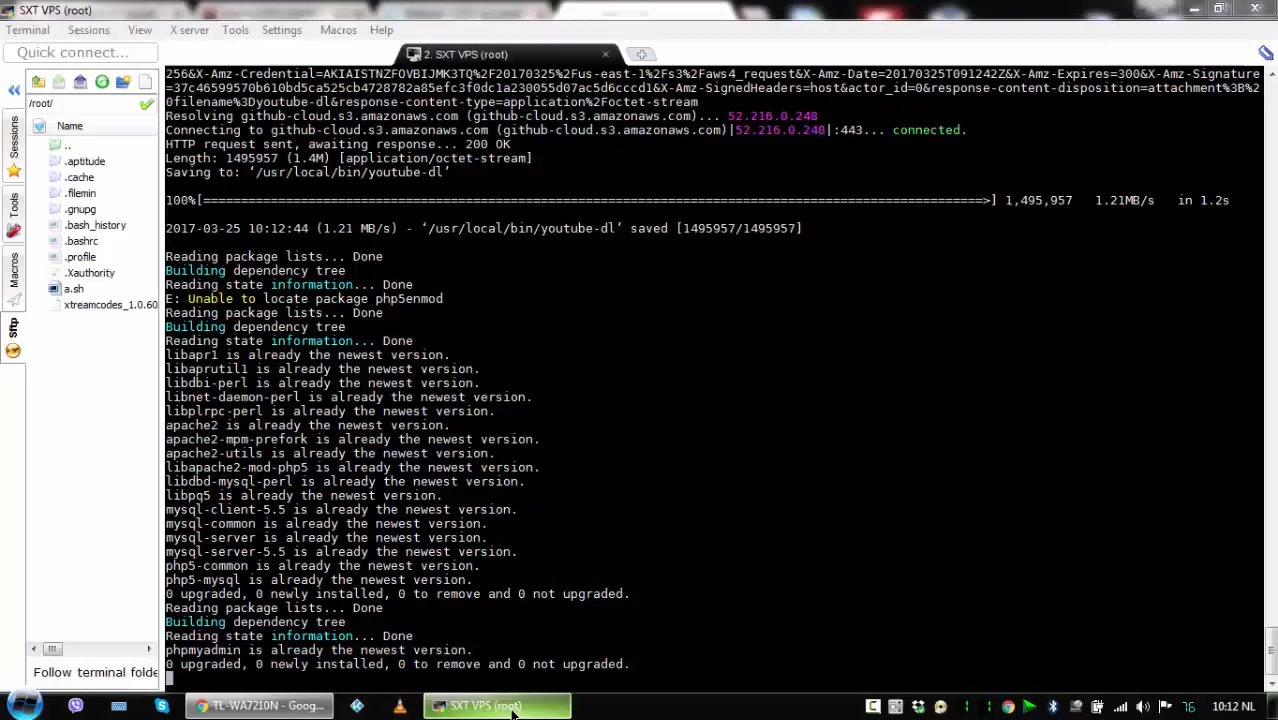 SXT VPS (root)
Terminal Sessions View X server Tools Settings Macros Help
Quick connect...
2. SXT VPS (root)
/root/
Name
..
.aptitude
.cache
.filemin
.gnupg
.bash_history
.bashrc
.profile
.Xauthority
a.sh
xtreamcodes_1.0.60
Sessions
Tools
Macros
Sftp
Follow terminal folde
256&X-Amz-Credential=AKIAISTNZFOVBIJMK3TQ%2F20170325%2Fus-east-1%2Fs3%2Faws4_request&X-Amz-Date=20170325T091242Z&X-Amz-Expires=300&X-Amz-Signature
=37c46599570b610bd5ca525cb4728782a85efc3f0dc1a230055d07ac5d6cccd1&X-Amz-SignedHeaders=host&actor_id=0&response-content-disposition=attachment%3B%2
0filename%3Dyoutube-dl&response-content-type=application%2Foctet-stream
Resolving github-cloud.s3.amazonaws.com (github-cloud.s3.amazonaws.com)... 52.216.0.248
Connecting to github-cloud.s3.amazonaws.com (github-cloud.s3.amazonaws.com)|52.216.0.248|:443... connected.
HTTP request sent, awaiting response... 200 OK
Length: 1495957 (1.4M) [application/octet-stream]
Saving to: ‘/usr/local/bin/youtube-dl’
100%[======================================================================================================>] 1,495,957 1.21MB/s in 1.2s
2017-03-25 10:12:44 (1.21 MB/s) - ‘/usr/local/bin/youtube-dl’ saved [1495957/1495957]
Reading package lists... Done
Building dependency tree
Reading state information... Done
E: Unable to locate package php5enmod
Reading package lists... Done
Building dependency tree
Reading state information... Done
libapr1 is already the newest version.
libaprutil1 is already the newest version.
libdbi-perl is already the newest version.
libnet-daemon-perl is already the newest version.
libplrpc-perl is already the newest version.
apache2 is already the newest version.
apache2-mpm-prefork is already the newest version.
apache2-utils is already the newest version.
libapache2-mod-php5 is already the newest version.
libdbd-mysql-perl is already the newest version.
libpq5 is already the newest version.
mysql-client-5.5 is already the newest version.
mysql-common is already the newest version.
mysql-server is already the newest version.
mysql-server-5.5 is already the newest version.
php5-common is already the newest version.
php5-mysql is already the newest version.
0 upgraded, 0 newly installed, 0 to remove and 0 not upgraded.
Reading package lists... Done
Building dependency tree
Reading state information... Done
phpmyadmin is already the newest version.
0 upgraded, 0 newly installed, 0 to remove and 0 not upgraded.
TL-WA7210N - Goog...
SXT VPS (root)
76
10:12 NL